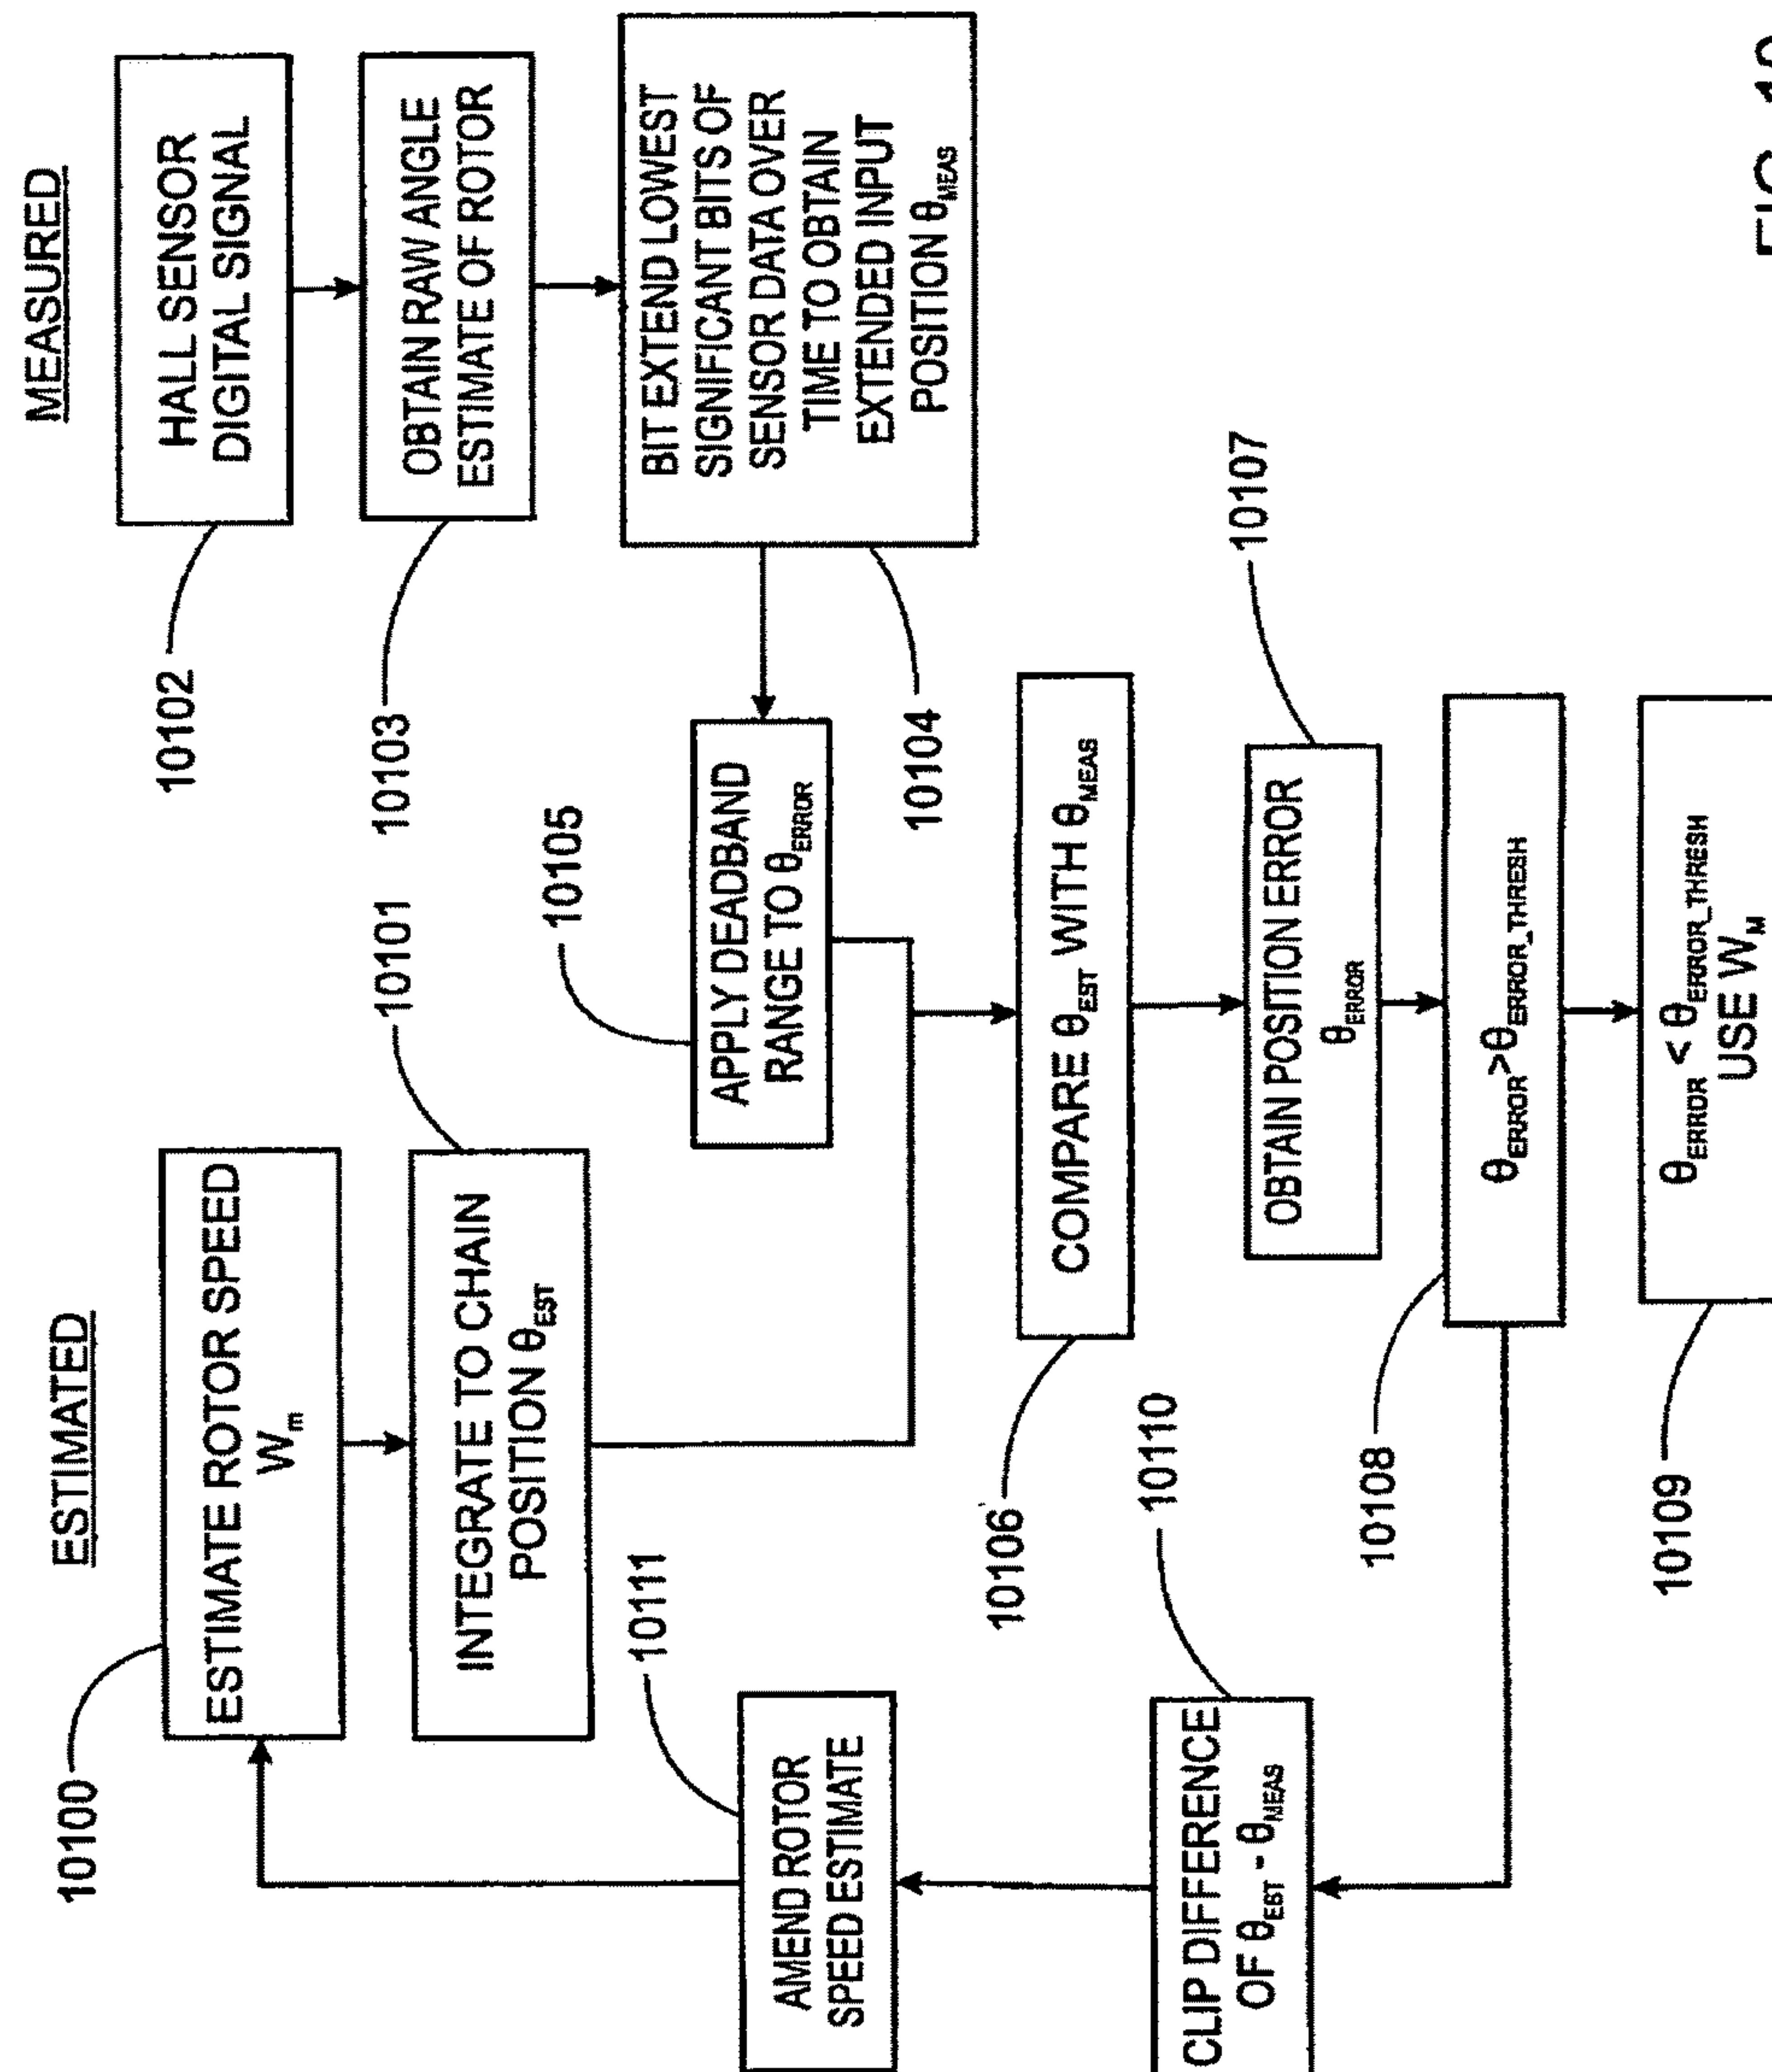 ESTIMATED
10100
ESTIMATE ROTOR SPEED
Wm
10101
INTEGRATE TO CHAIN
POSITION θEST
MEASURED
10102
HALL SENSOR
DIGITAL SIGNAL
10103
OBTAIN RAW ANGLE
ESTIMATE OF ROTOR
10104
BIT EXTEND LOWEST
SIGNIFICANT BITS OF
SENSOR DATA OVER
TIME TO OBTAIN
EXTENDED INPUT
POSITION θMEAS
10105
APPLY DEADBAND
RANGE TO θERROR
10106
COMPARE θEST WITH θMEAS
10107
OBTAIN POSITION ERROR
θERROR
10108
θERROR >θERROR_THRESH
10109
θERROR < θERROR_THRESH
USE WM
10110
CLIP DIFFERENCE
OF θEST - θMEAS
10111
AMEND ROTOR
SPEED ESTIMATE